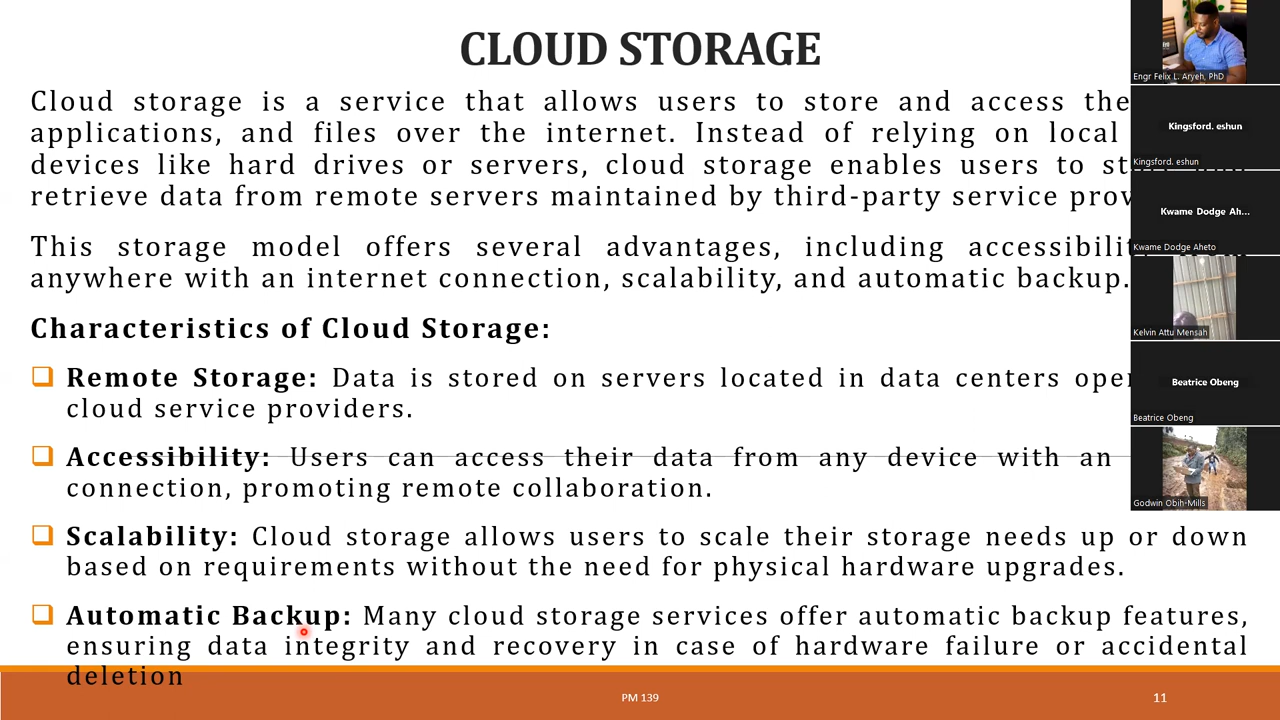 CLOUD STORAGE
Cloud storage is a service that allows users to store and access the
applications, and files over the internet. Instead of relying on local
devices like hard drives or servers, cloud storage enables users to
retrieve data from remote servers maintained by third-party service
This storage model offers several advantages, including
anywhere with an internet connection, scalability, and automatic backup.
Characteristics of Cloud Storage:
Remote Storage: Data is stored on servers located in data centers
cloud service providers.
Accessibility: Users can access their data from any device with an
connection, promoting remote collaboration.
Scalability: Cloud storage allows users to scale their storage needs up or down
based on requirements without the need for physical hardware upgrades.
Automatic Backup: Many cloud storage services offer automatic backup features,
ensuring data integrity and recovery in case of hardware failure or accidental
deletion
PM 139
11
Engr Felix L. Aryeh, PhD
Kingsford. eshun
Kingsford. eshun
Kwame Dodge Ah...
Kwame Dodge Aheto
Kelvin Attu Mensah
Beatrice Obeng
Beatrice Obeng
Godwin Obih-Mills